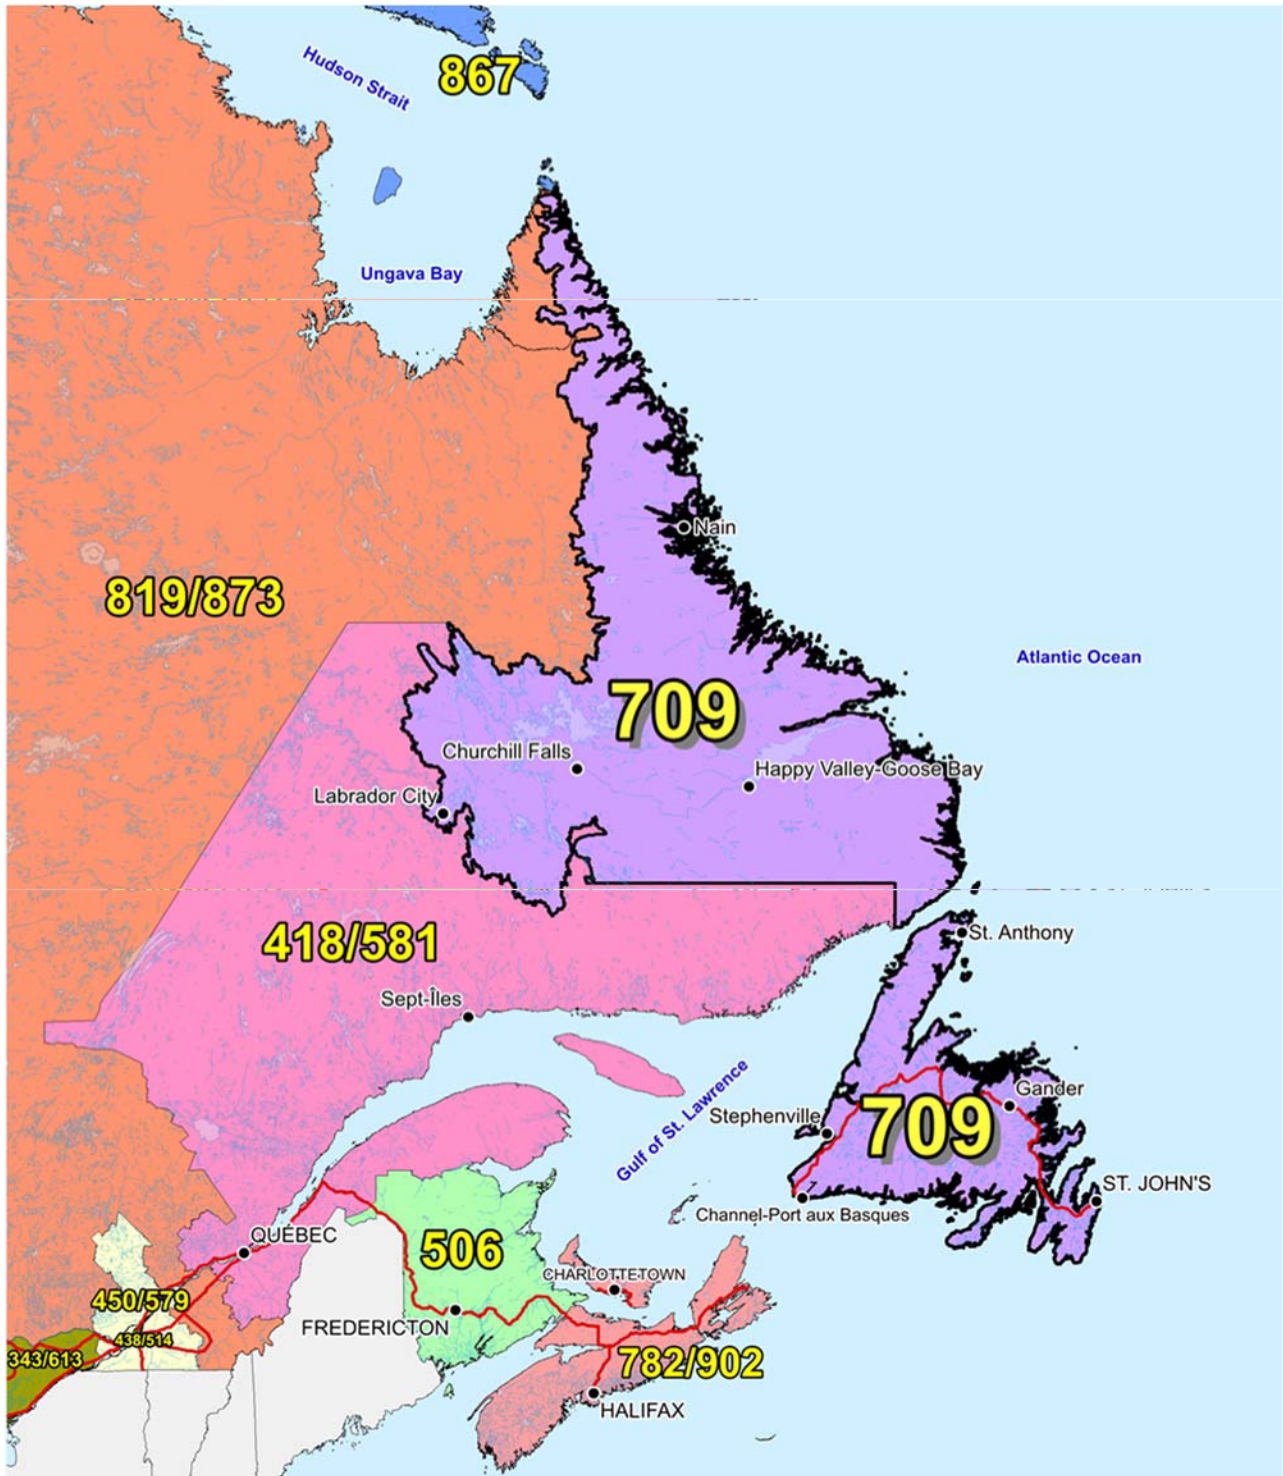 867
Hudson Strait
Ungava Bay
Nain
819/873
Atlantic Ocean
709
Churchill Falls
Happy Valley-Goose Bay
Labrador City
418/581
St. Anthony
Sept-Îles
Gulf of St. Lawrence
Gander
Stephenville
709
ST. JOHN'S
Channel-Port aux Basques
QUÉBEC
506
CHARLOTTETOWN
450/579
FREDERICTON
438/514
343/613
782/902
HALIFAX